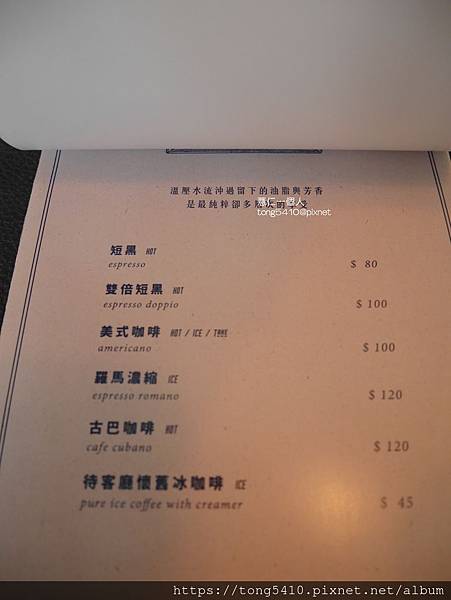 溫壓水流沖過留下的油脂與芳香
是最純粹卻多層次的享受
tong5410@pixnet
短黑 HOT
espresso $ 80
雙倍短黑 HOT
espresso doppio $ 100
美式咖啡 HOT / ICE / TAKE
americano $ 100
羅馬濃縮 ICE
espresso romano $ 120
古巴咖啡 HOT
cafe cubano $ 120
待客廳懷舊冰咖啡 ICE
pure ice coffee with creamer $ 45
https://tong5410.pixnet.net/album